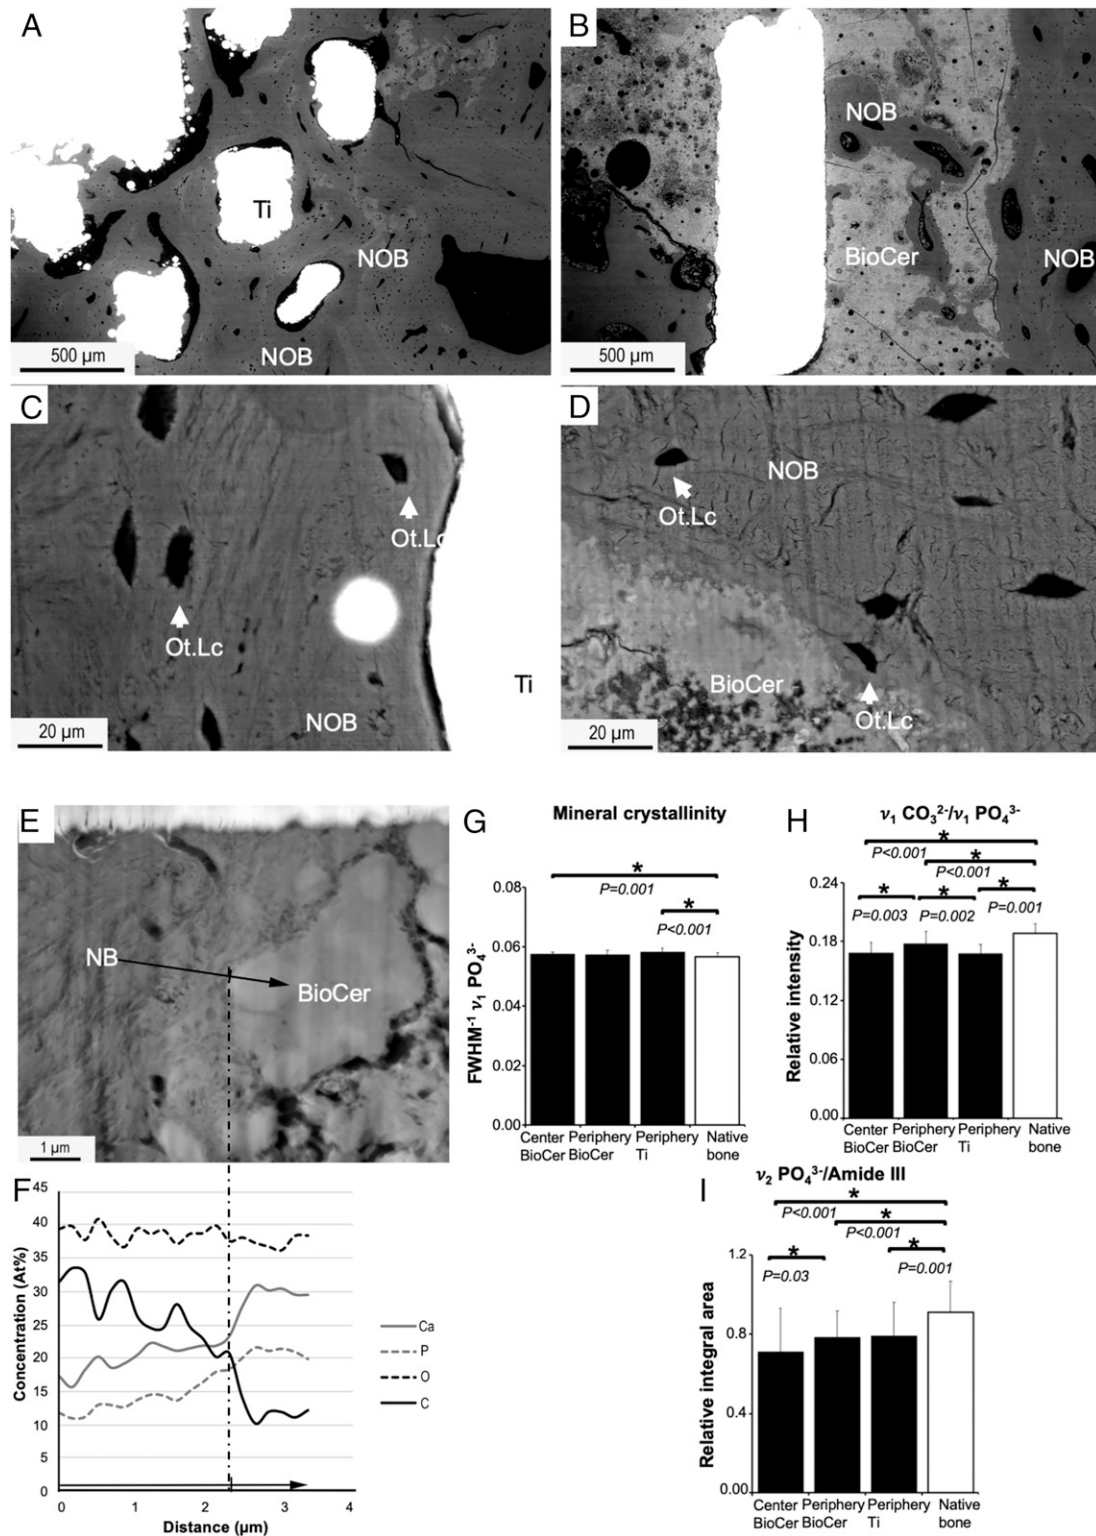 A
Ti
NOB
NOB
500 µm
B
NOB
BioCer
NOB
500 µm
C
Ot.Lc
Ot.Lc
Ti
NOB
20 µm
D
NOB
Ot.Lc
BioCer
Ot.Lc
20 µm
E
NB
BioCer
1 µm
G
Mineral crystallinity
*
P=0.001
*
P<0.001
0.08
0.06
0.04
0.02
0.00
FWHM⁻¹ ν₁ PO₄³⁻
Center Periphery Periphery Native
BioCer BioCer Ti bone
H
ν₁ CO₃²⁻/ν₁ PO₄³⁻
*
P<0.001
*
P<0.001
* * *
P=0.003 P=0.002 P=0.001
0.24
0.18
0.12
0.06
0.00
Relative intensity
Center Periphery Periphery Native
BioCer BioCer Ti bone
F
45
40
35
30
25
20
15
10
5
0
Concentration (At%)
0 1 2 3 4
Distance (µm)
Ca
P
O
C
I
ν₂ PO₄³⁻/Amide III
*
P<0.001
*
P<0.001
* *
P=0.03 P=0.001
1.2
0.8
0.4
0.00
Relative integral area
Center Periphery Periphery Native
BioCer BioCer Ti bone